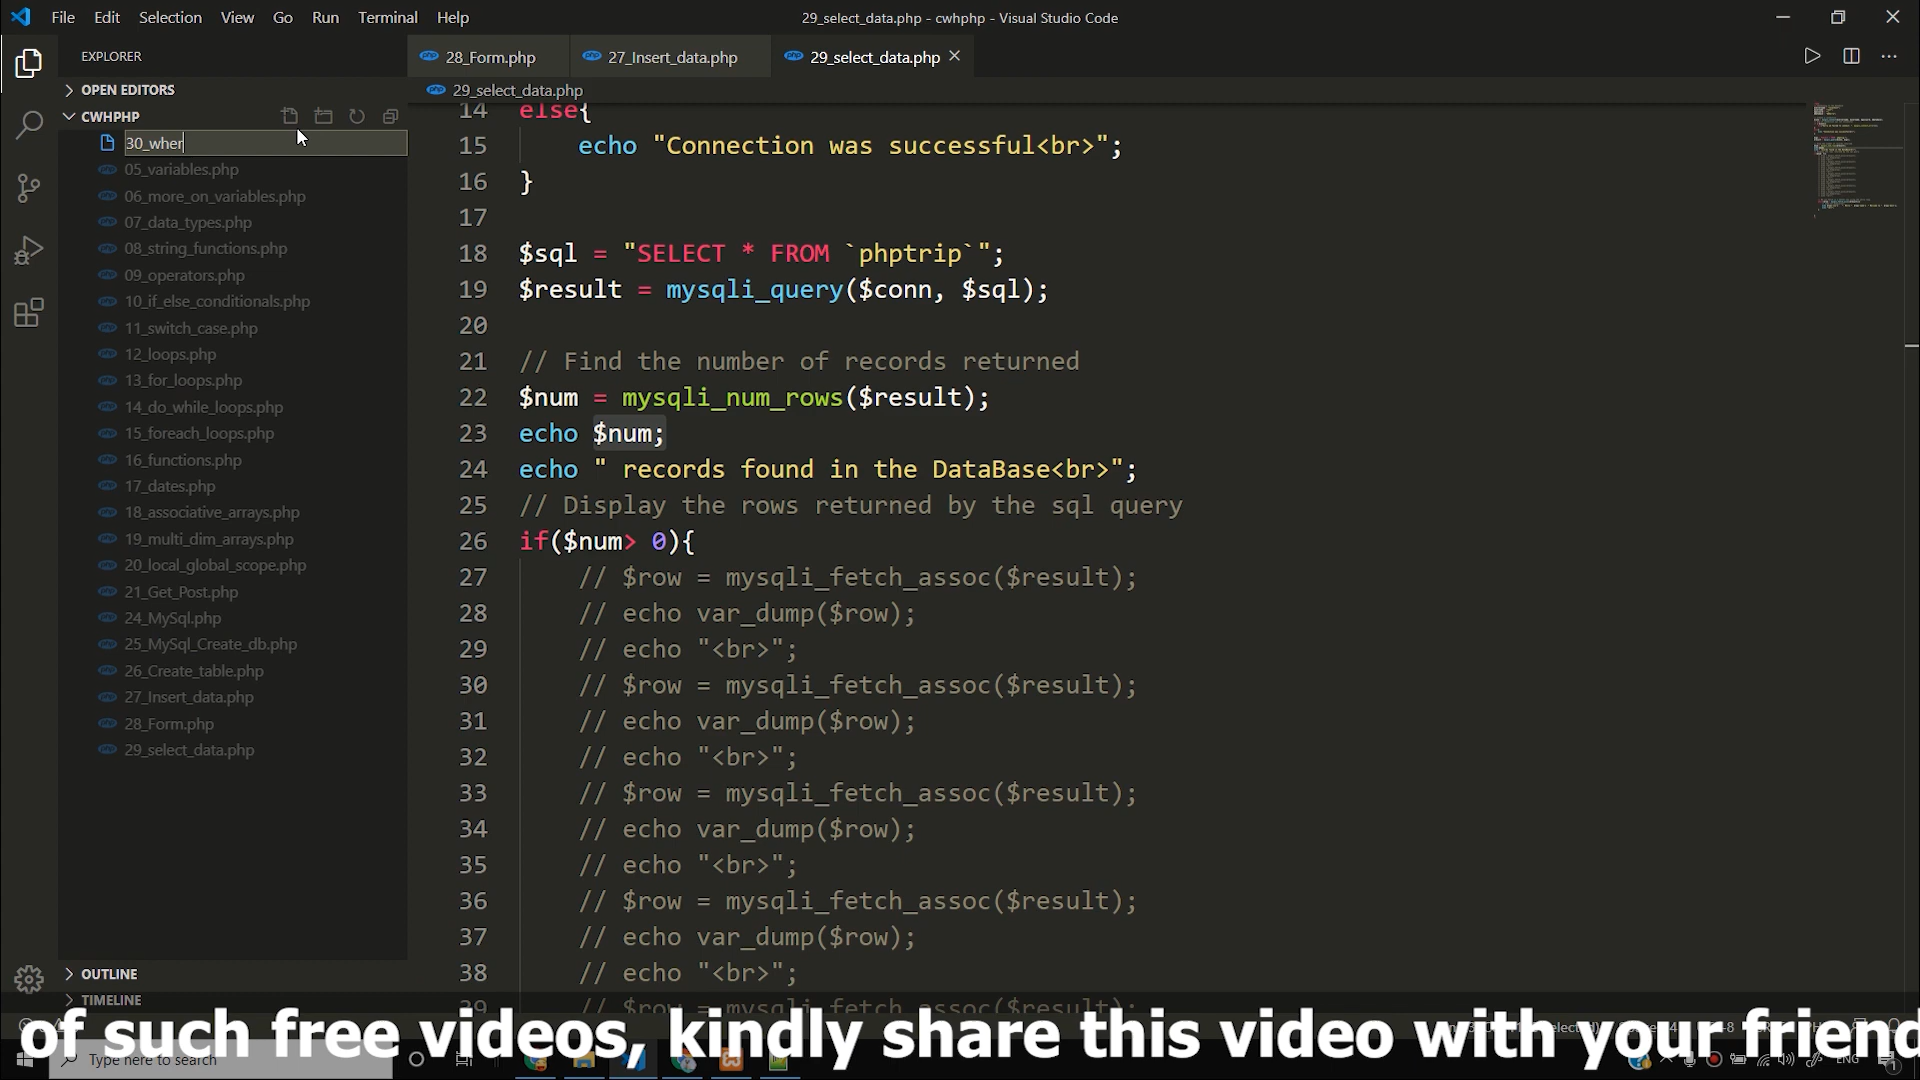 File Edit Selection View Go Run Terminal Help
29_select_data.php - cwhphp - Visual Studio Code
EXPLORER
28_Form.php
27_Insert_data.php
29_select_data.php
OPEN EDITORS
29_select_data.php
CWHPHP
30_wher
05_variables.php
06_more_on_variables.php
07_data_types.php
08_string_functions.php
09_operators.php
10_if_else_conditionals.php
11_switch_case.php
12_loops.php
13_for_loops.php
14_do_while_loops.php
15_foreach_loops.php
16_functions.php
17_dates.php
18_associative_arrays.php
19_multi_dim_arrays.php
20_local_global_scope.php
21_Get_Post.php
24_MySql.php
25_MySql_Create_db.php
26_Create_table.php
27_Insert_data.php
28_Form.php
29_select_data.php
OUTLINE
TIMELINE
14 else{
15 echo "Connection was successful<br>";
16 }
17
18 $sql = "SELECT * FROM `phptrip`";
19 $result = mysqli_query($conn, $sql);
20
21 // Find the number of records returned
22 $num = mysqli_num_rows($result);
23 echo $num;
24 echo " records found in the DataBase<br>";
25 // Display the rows returned by the sql query
26 if($num> 0){
27 // $row = mysqli_fetch_assoc($result);
28 // echo var_dump($row);
29 // echo "<br>";
30 // $row = mysqli_fetch_assoc($result);
31 // echo var_dump($row);
32 // echo "<br>";
33 // $row = mysqli_fetch_assoc($result);
34 // echo var_dump($row);
35 // echo "<br>";
36 // $row = mysqli_fetch_assoc($result);
37 // echo var_dump($row);
38 // echo "<br>";
39 // $row = mysqli_fetch_assoc($result);
of such free videos, kindly share this video with your friend
Type here to search
ENG